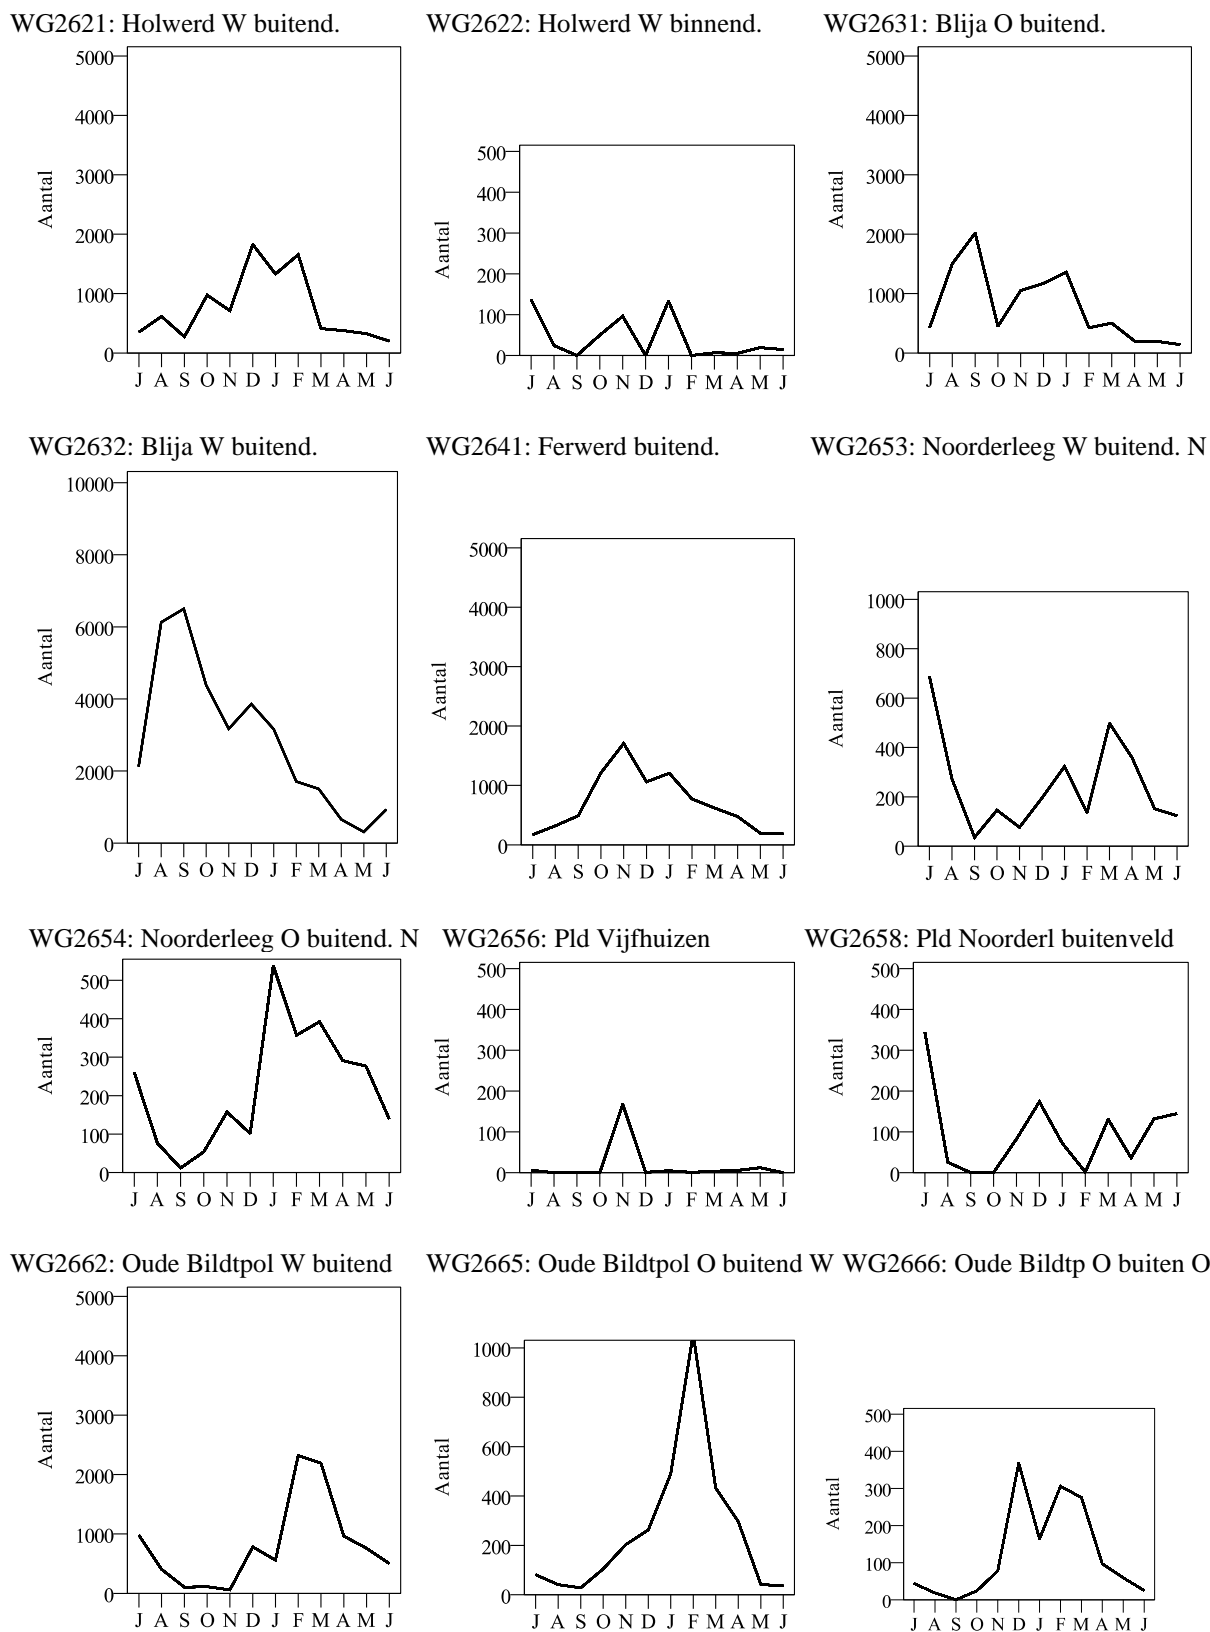 WG2621: Holwerd W buitend.
5000
4000
3000
2000
1000
0
Aantal
J A S O N D J F M A M J
WG2622: Holwerd W binnend.
500
400
300
200
100
0
Aantal
J A S O N D J F M A M J
WG2631: Blija O buitend.
5000
4000
3000
2000
1000
0
Aantal
J A S O N D J F M A M J
WG2632: Blija W buitend.
10000
8000
6000
4000
2000
0
Aantal
J A S O N D J F M A M J
WG2641: Ferwerd buitend.
5000
4000
3000
2000
1000
0
Aantal
J A S O N D J F M A M J
WG2653: Noorderleeg W buitend. N
1000
800
600
400
200
0
Aantal
J A S O N D J F M A M J
WG2654: Noorderleeg O buitend. N
500
400
300
200
100
0
Aantal
J A S O N D J F M A M J
WG2656: Pld Vijfhuizen
500
400
300
200
100
0
Aantal
J A S O N D J F M A M J
WG2658: Pld Noorderl buitenveld
500
400
300
200
100
0
Aantal
J A S O N D J F M A M J
WG2662: Oude Bildtpol W buitend
5000
4000
3000
2000
1000
0
Aantal
J A S O N D J F M A M J
WG2665: Oude Bildtpol O buitend W
1000
800
600
400
200
0
Aantal
J A S O N D J F M A M J
WG2666: Oude Bildtp O buiten O
500
400
300
200
100
0
Aantal
J A S O N D J F M A M J